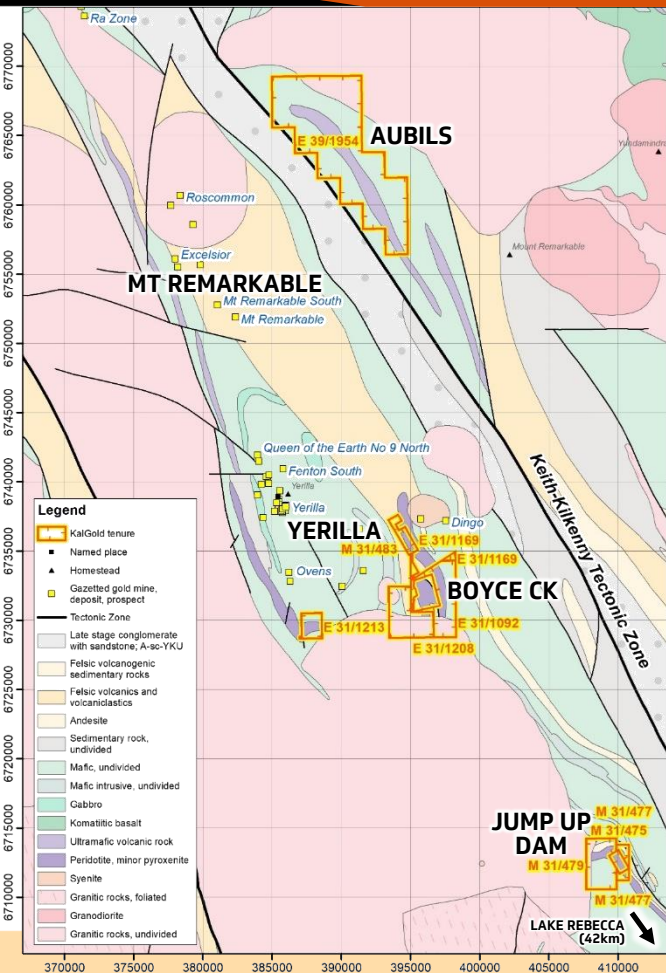 Ra Zone
6770000
AUBILS
E 39/1954
6765000
Yundamindra
Roscommon
6760000
Mount Remarkable
Excelsior
6755000
MT REMARKABLE
Mt Remarkable South
Mt Remarkable
6750000
6745000
Queen of the Earth No 9 North
Fenton South
6740000
Yerilla
Yerilla
Keith-Kilkenny Tectonic Zone
YERILLA
Dingo
E 31/1169
M 31/483
E 31/1169
6735000
Ovens
BOYCE CK
6730000
E 31/1213
E 31/1092
E 31/1208
6725000
6720000
6715000
M 31/477
M 31/475
JUMP UP
DAM
M 31/479
M 31/477
6710000
LAKE REBECCA
(42km)
Legend
KalGold tenure
Named place
Homestead
Gazetted gold mine,
deposit, prospect
Tectonic Zone
Late stage conglomerate
with sandstone; A-sc-YKU
Felsic volcanogenic
sedimentary rocks
Felsic volcanics and
volcaniclastics
Andesite
Sedimentary rock,
undivided
Mafic, undivided
Mafic intrusive, undivided
Gabbro
Komatiitic basalt
Ultramafic volcanic rock
Peridotite, minor pyroxenite
Syenite
Granitic rocks, foliated
Granodiorite
Granitic rocks, undivided
370000 375000 380000 385000 390000 395000 400000 405000 410000